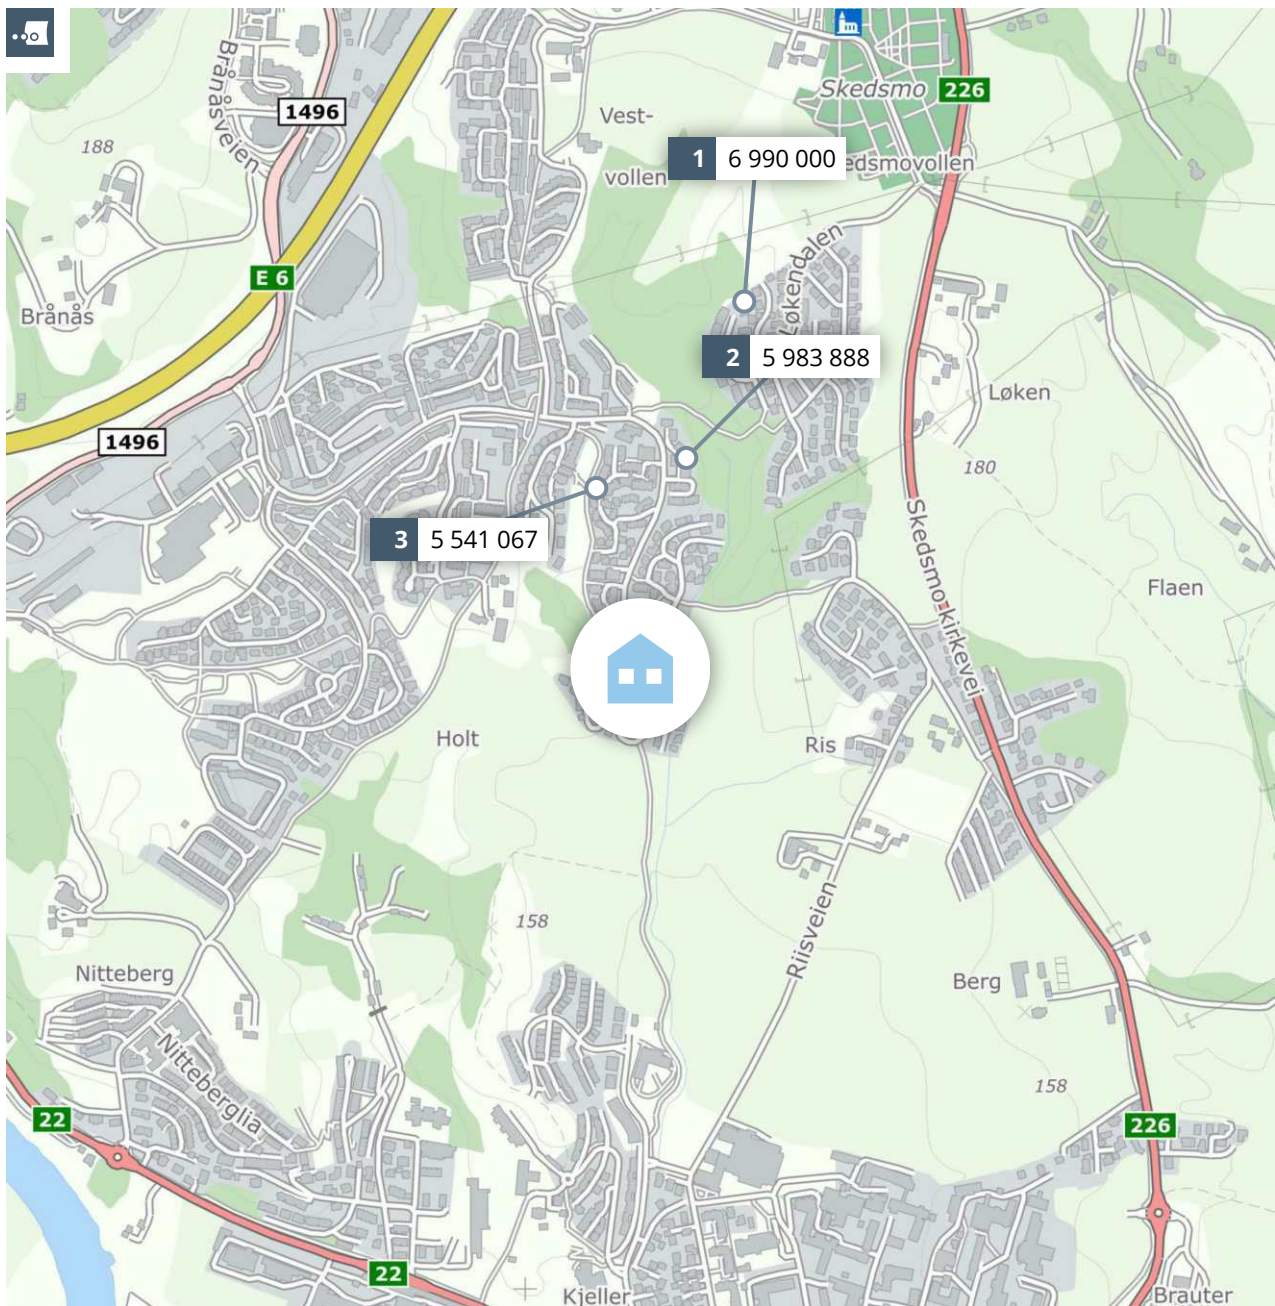 Skedsmo
226
Brånåsveien
1496
Vest-
188
1 6 990 000
edsmovollen
vollen
Løkendalen
E 6
Brånås
2 5 983 888
Løken
1496
180
3 5 541 067
Skedsmo kirkevei
Flaen
Holt
Ris
158
Riisveien
Nitteberg
Berg
Nitteberglia
158
22
226
22
Kjeller
Brauter